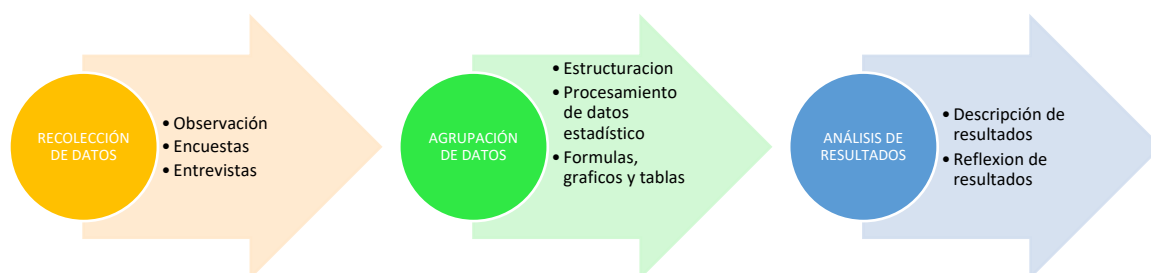 RECOLECCIÓN
DE DATOS
• Observación
• Encuestas
• Entrevistas
AGRUPACIÓN
DE DATOS
• Estructuracion
• Procesamiento
de datos
estadístico
• Formulas,
graficos y tablas
ANÁLISIS DE
RESULTADOS
• Descripción de
resultados
• Reflexion de
resultados